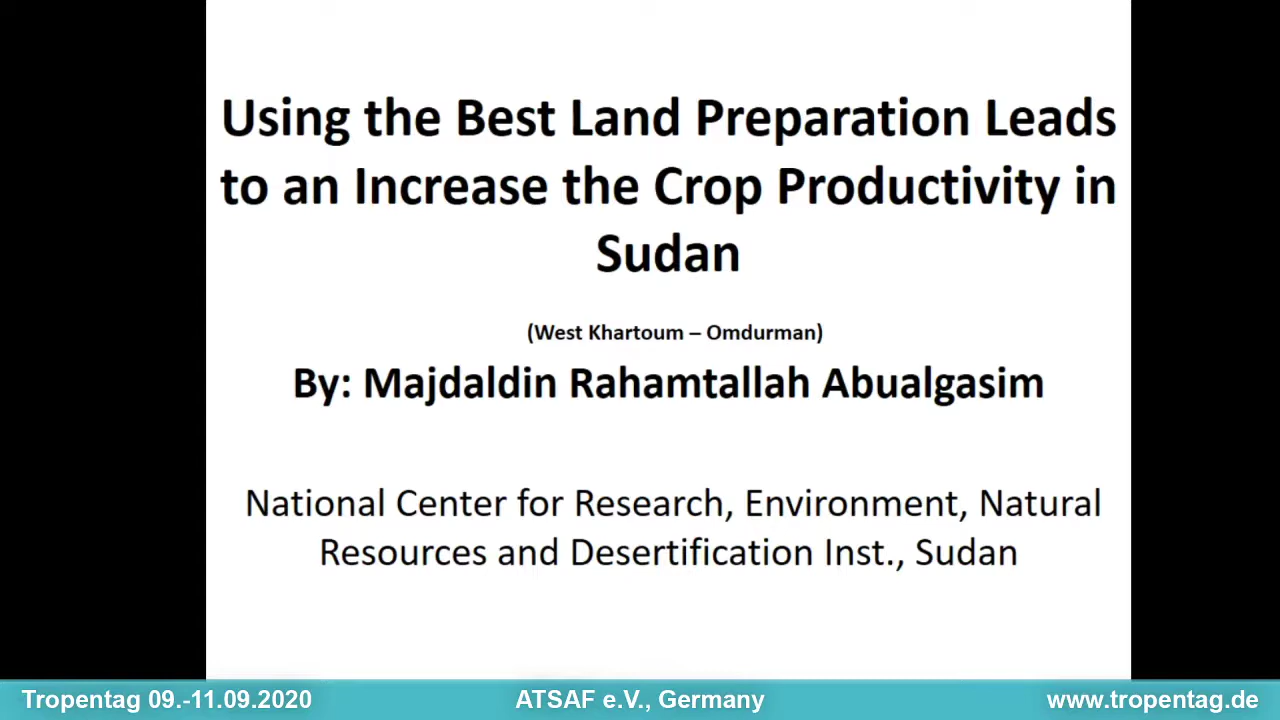 Using the Best Land Preparation Leads
to an Increase the Crop Productivity in
Sudan
(West Khartoum – Omdurman)
By: Majdaldin Rahamtallah Abualgasim
National Center for Research, Environment, Natural
Resources and Desertification Inst., Sudan
Tropentag 09.-11.09.2020 ATSAF e.V., Germany www.tropentag.de